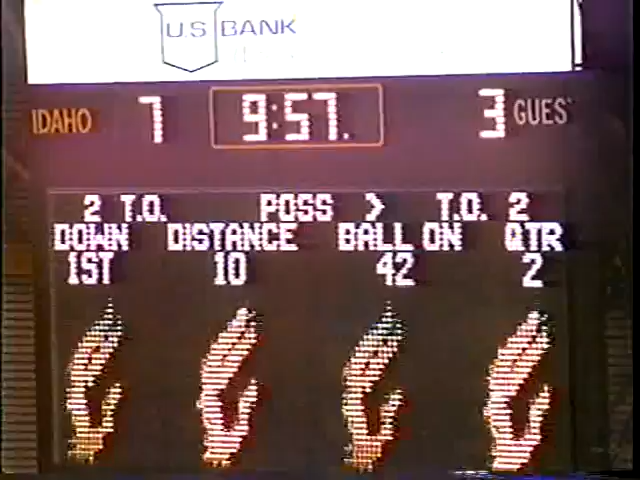 U.S BANK
IDAHO 7 9:57. 3 GUES
2 T.O. POSS > T.O. 2
DOWN DISTANCE BALL ON QTR
1ST 10 42 2